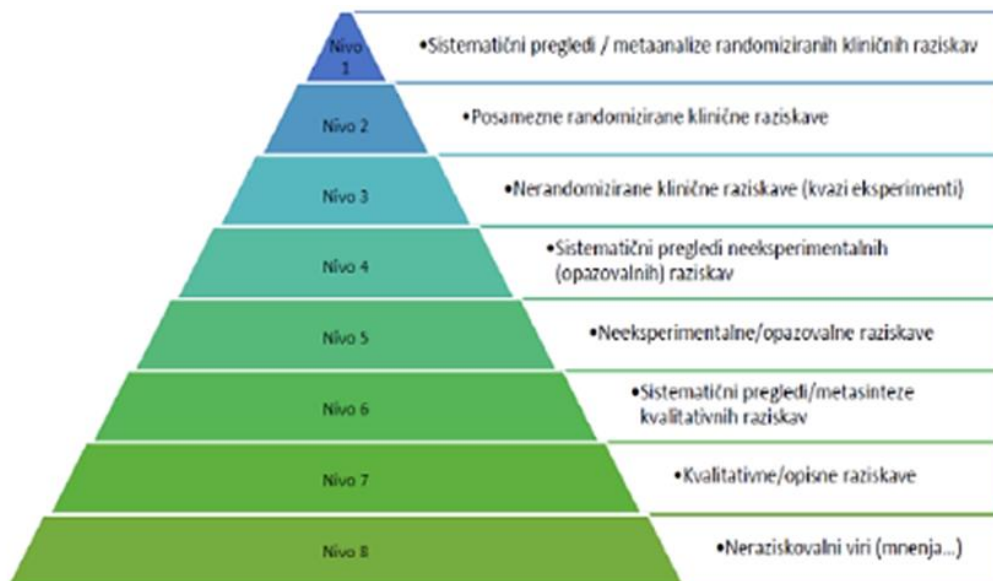 Nivo
1
•Sistematični pregledi / metaanalize randomiziranih kliničnih raziskav
Nivo 2
•Posamezne randomizirane klinične raziskave
Nivo 3
•Nerandomizirane klinične raziskave (kvazi eksperimenti)
Nivo 4
•Sistematični pregledi neeksperimentalnih
(opazovalnih) raziskav
Nivo 5
•Neeksperimentalne/opazovalne raziskave
Nivo 6
•Sistematični pregledi/metasinteze
kvalitativnih raziskav
Nivo 7
•Kvalitativne/opisne raziskave
Nivo 8
•Neraziskovalni viri (mnenja...)